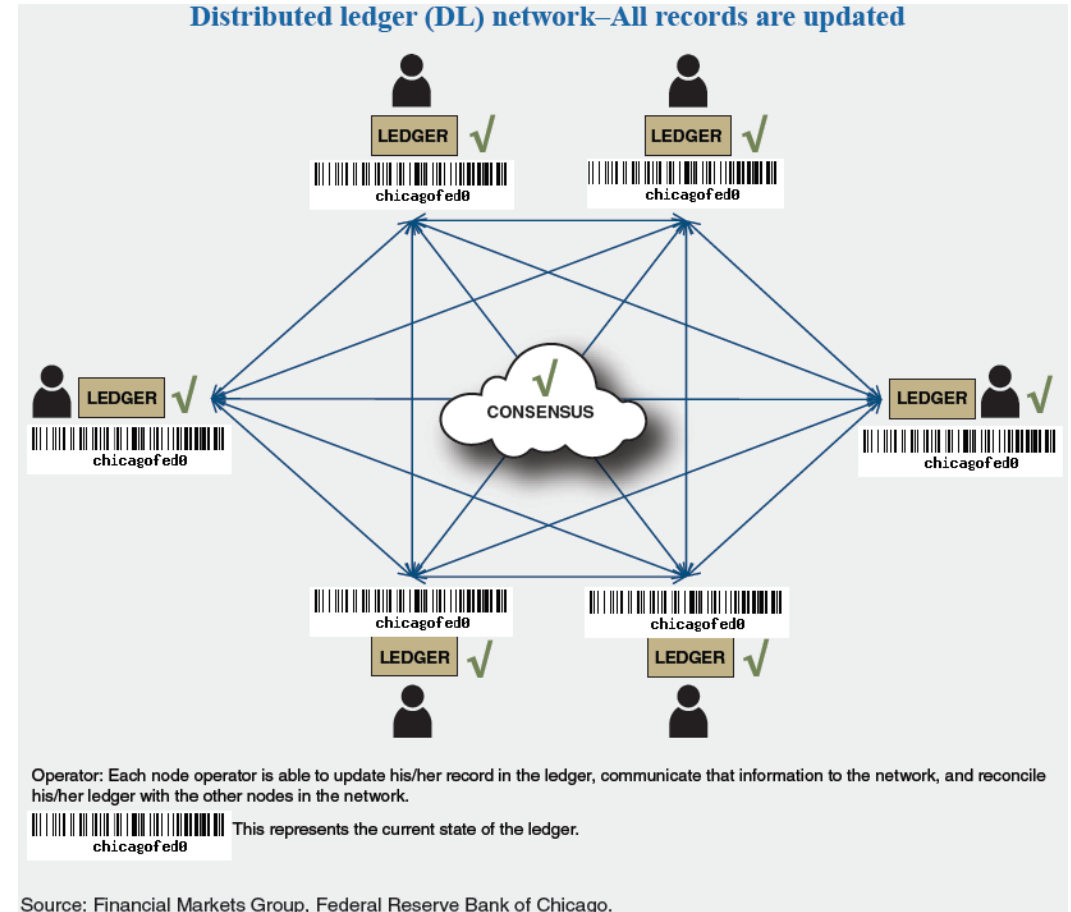 Distributed ledger (DL) network–All records are updated
LEDGER √
chicagofed0
LEDGER √
chicagofed0
√
CONSENSUS
LEDGER √
chicagofed0
LEDGER √
chicagofed0
chicagofed0
LEDGER √
chicagofed0
LEDGER √
Operator: Each node operator is able to update his/her record in the ledger, communicate that information to the network, and reconcile
his/her ledger with the other nodes in the network.
This represents the current state of the ledger.
chicagofed0
Source: Financial Markets Group, Federal Reserve Bank of Chicago.